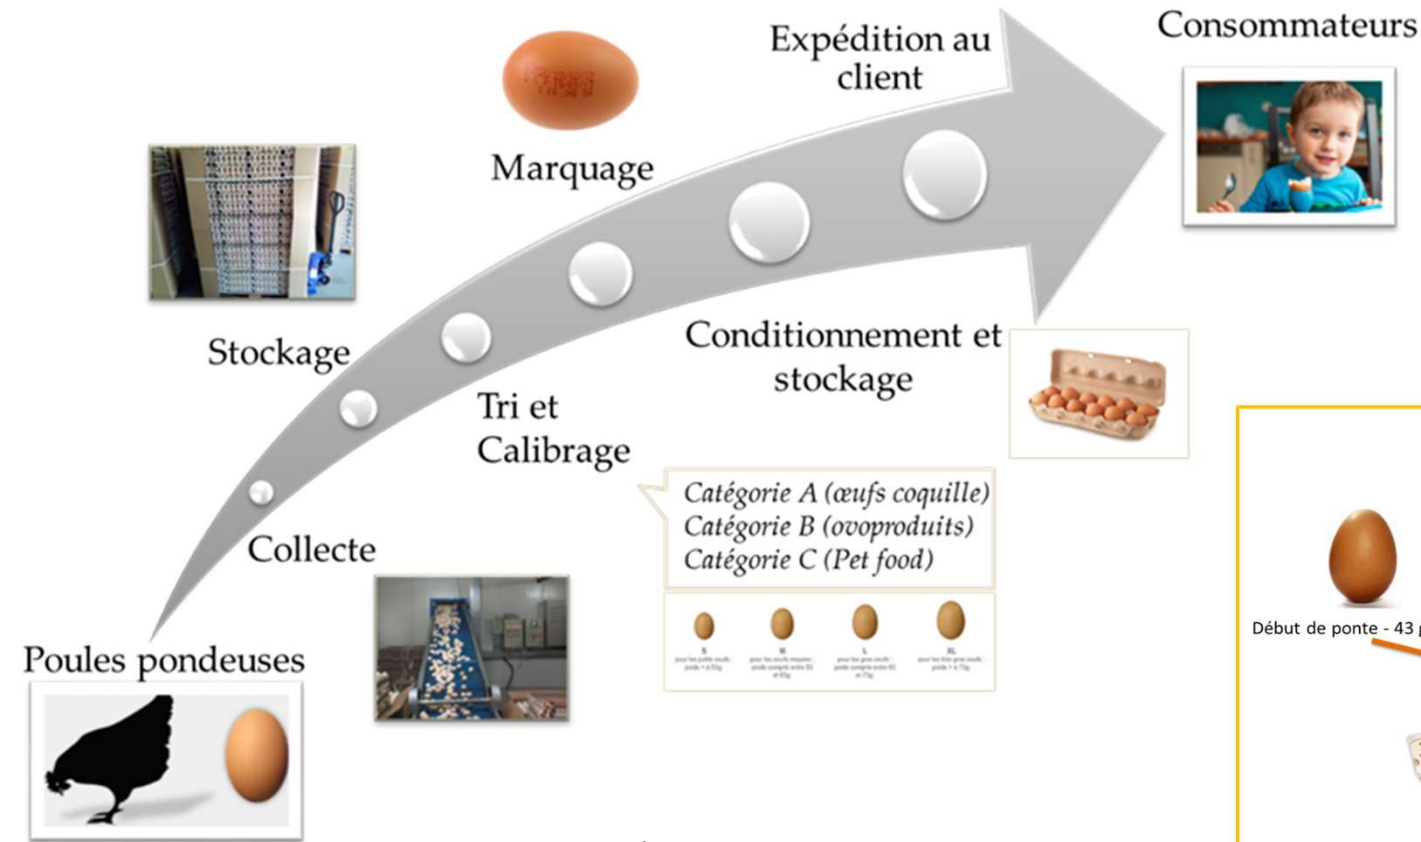 Consommateurs
Expédition au
client
Marquage
Stockage
Conditionnement et
stockage
Tri et
Calibrage
Catégorie A (œufs coquille)
Catégorie B (ovoproduits)
Catégorie C (Pet food)
Collecte
S
M
L
XL
Début de ponte - 43 g
Poules pondeuses